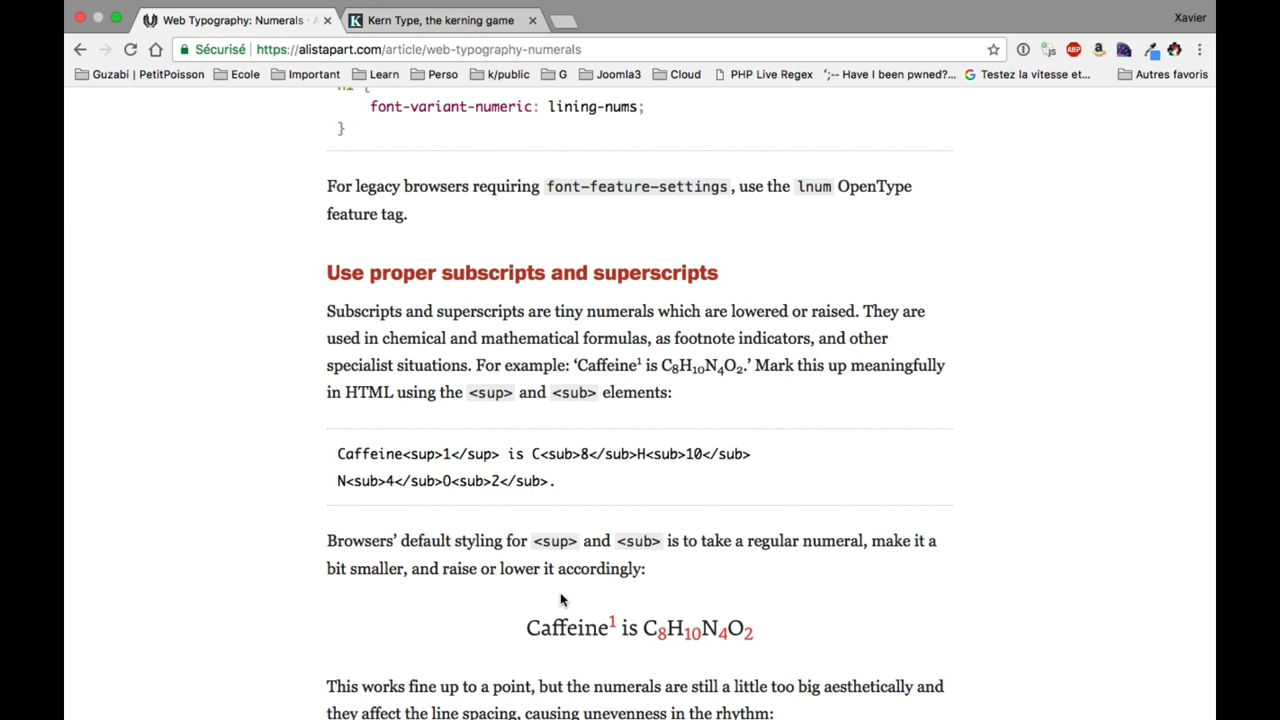 Web Typography: Numerals · A
Kern Type, the kerning game
Xavier
Sécurisé | https://alistapart.com/article/web-typography-numerals
Guzabi | PetitPoisson Ecole Important Learn Perso k/public G Joomla3 Cloud PHP Live Regex ';-- Have I been pwned?... Testez la vitesse et... Autres favoris
font-variant-numeric: lining-nums;
}
For legacy browsers requiring font-feature-settings, use the lnum OpenType
feature tag.
Use proper subscripts and superscripts
Subscripts and superscripts are tiny numerals which are lowered or raised. They are
used in chemical and mathematical formulas, as footnote indicators, and other
specialist situations. For example: ‘Caffeine¹ is C₈H₁₀N₄O₂.’ Mark this up meaningfully
in HTML using the <sup> and <sub> elements:
Caffeine<sup>1</sup> is C<sub>8</sub>H<sub>10</sub>
N<sub>4</sub>O<sub>2</sub>.
Browsers’ default styling for <sup> and <sub> is to take a regular numeral, make it a
bit smaller, and raise or lower it accordingly:
Caffeine¹ is C₈H₁₀N₄O₂
This works fine up to a point, but the numerals are still a little too big aesthetically and
they affect the line spacing, causing unevenness in the rhythm: